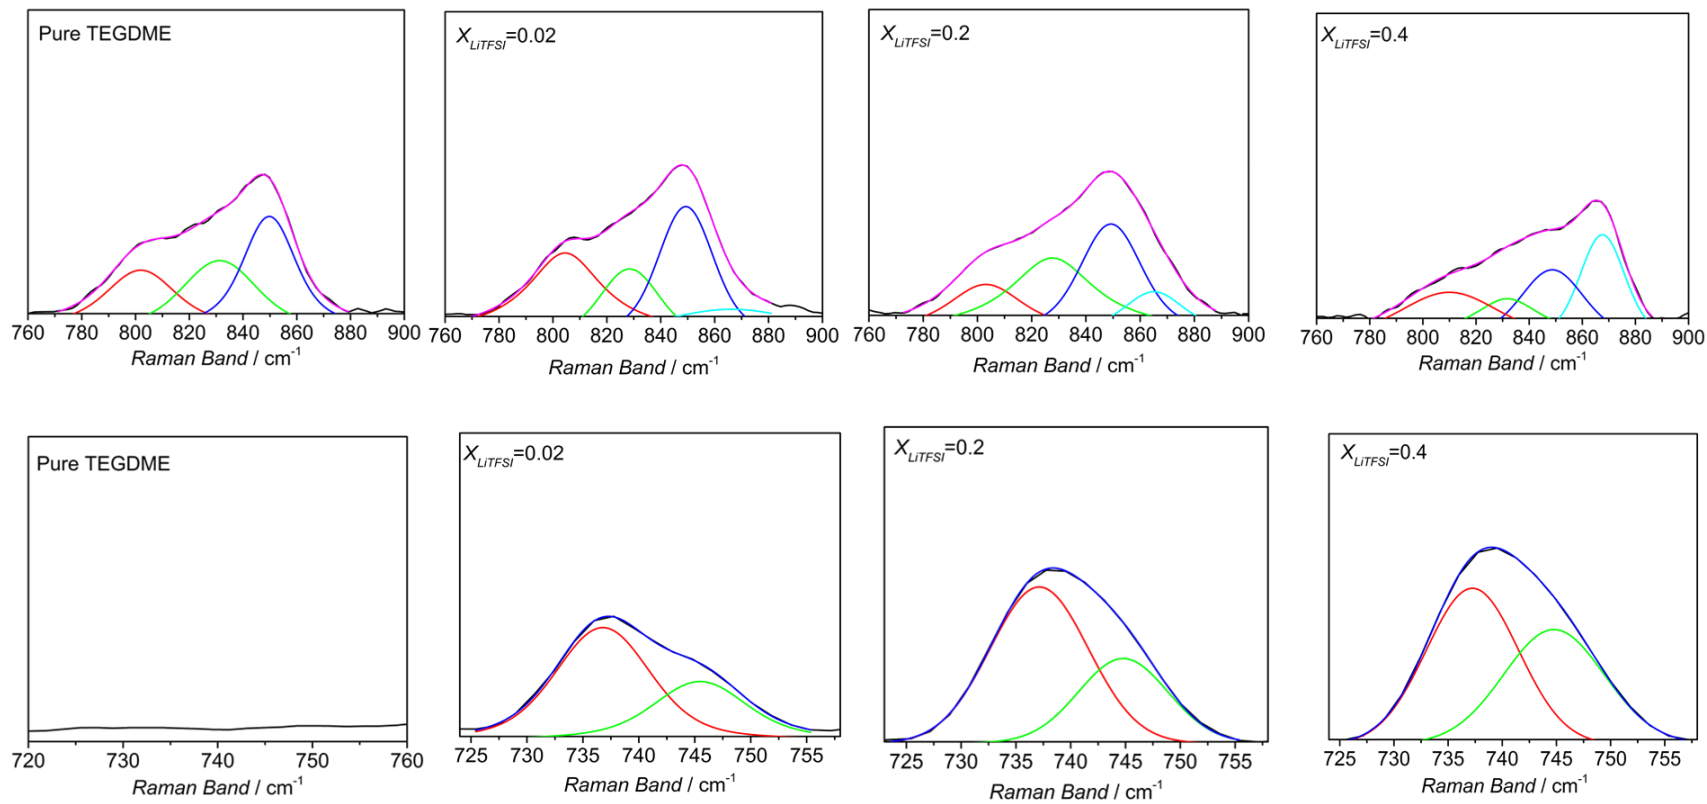 Pure TEGDME
760 780 800 820 840 860 880 900
Raman Band / cm-1
XLiTFSI=0.02
760 780 800 820 840 860 880 900
Raman Band / cm-1
XLiTFSI=0.2
760 780 800 820 840 860 880 900
Raman Band / cm-1
XLiTFSI=0.4
760 780 800 820 840 860 880 900
Raman Band / cm-1
Pure TEGDME
720 730 740 750 760
Raman Band / cm-1
XLiTFSI=0.02
725 730 735 740 745 750 755
Raman Band / cm-1
XLiTFSI=0.2
725 730 735 740 745 750 755
Raman Band / cm-1
XLiTFSI=0.4
725 730 735 740 745 750 755
Raman Band / cm-1